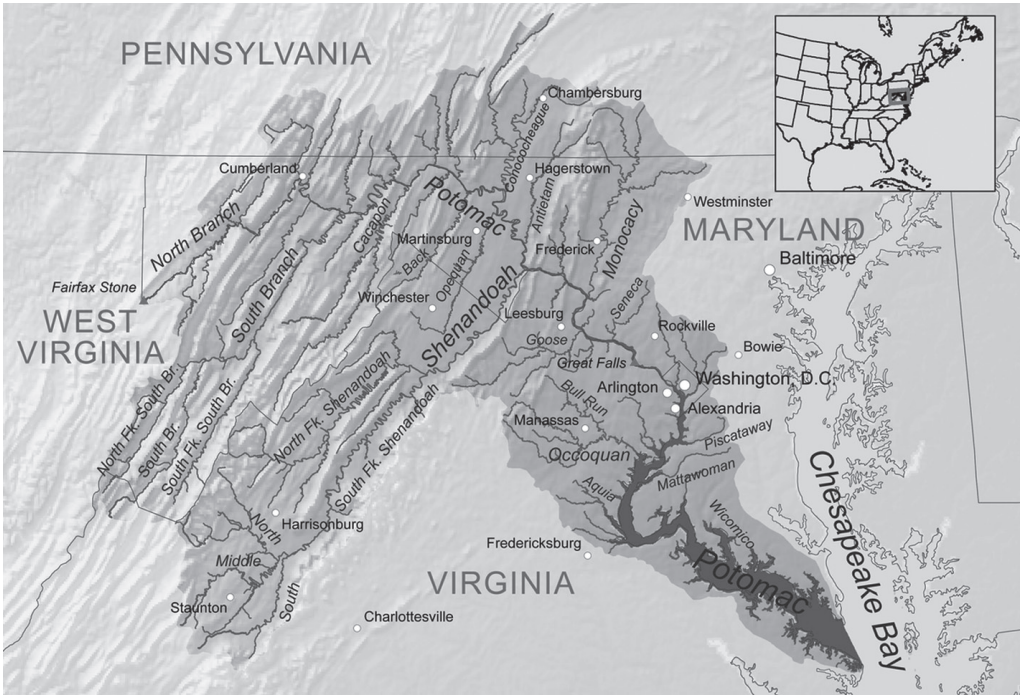 PENNSYLVANIA
Chambersburg
Conococheague
Cumberland
Hagerstown
Potomac
Antietam
Westminster
North Branch
Cacapon
Martinsburg
Frederick
Monocacy
MARYLAND
Baltimore
Back
Opequan
Fairfax Stone
South Branch
Winchester
Shenandoah
Leesburg
Seneca
WEST
VIRGINIA
Rockville
Goose
Great Falls
Bowie
North Fk. South Br.
South Br.
South Fk. South Br.
North Fk. Shenandoah
South Fk. Shenandoah
Arlington
Washington, D.C.
Bull Run
Alexandria
Manassas
Piscataway
Occoquan
Mattawoman
Aquia
Chesapeake Bay
Wicomico
North
Harrisonburg
Middle
Fredericksburg
VIRGINIA
Potomac
Staunton
South
Charlottesville